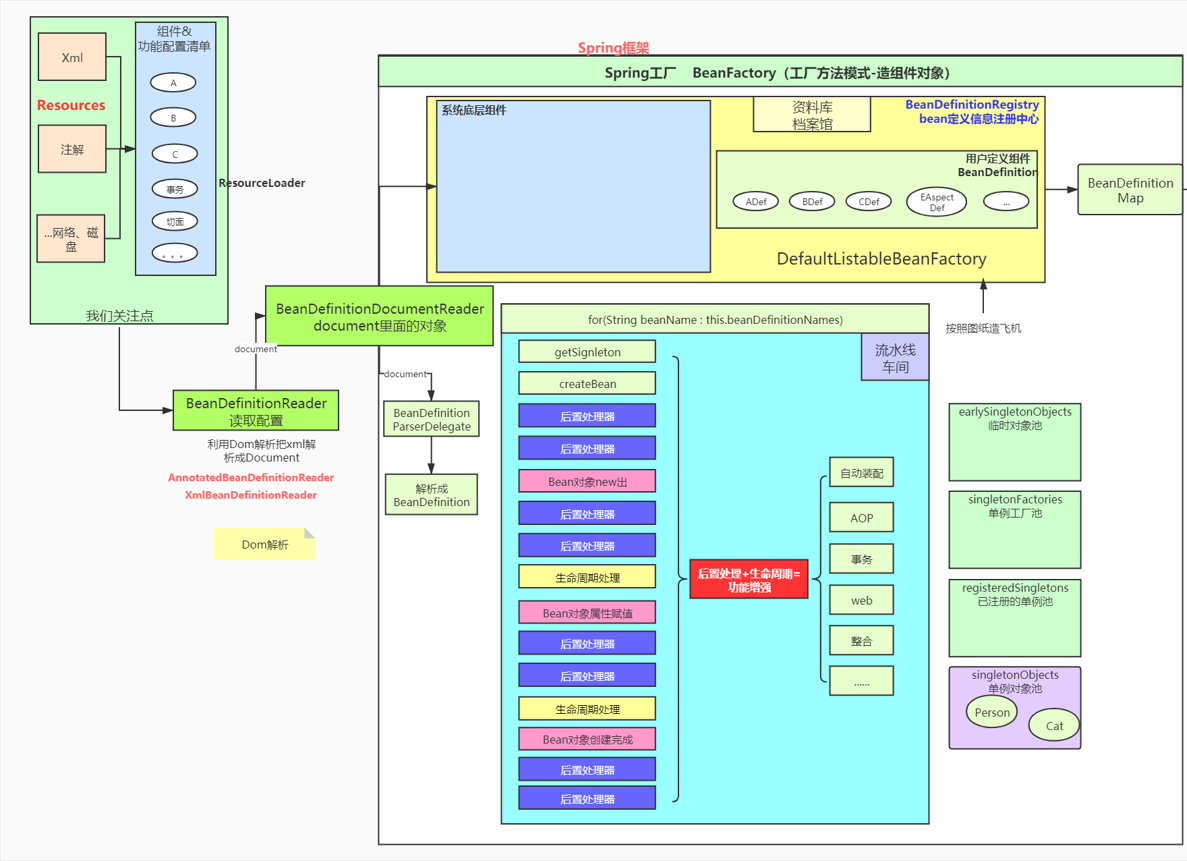 Spring框架
Spring工厂 BeanFactory（工厂方法模式-造组件对象）
组件&
功能配置清单
Xml
Resources
注解
...网络、磁
盘
A
B
C
事务
切面
。。。
ResourceLoader
我们关注点
系统底层组件
资料库
档案馆
BeanDefinitionRegistry
bean定义信息注册中心
用户定义组件
BeanDefinition
ADef
BDef
CDef
EAspect
Def
...
DefaultListableBeanFactory
BeanDefinition
Map
按照图纸造飞机
BeanDefinitionDocumentReader
document里面的对象
document
BeanDefinitionReader
读取配置
利用Dom解析把xml解
析成Document
AnnotatedBeanDefinitionReader
XmlBeanDefinitionReader
Dom解析
document
BeanDefinition
ParserDelegate
解析成
BeanDefinition
for(String beanName : this.beanDefinitionNames)
流水线
车间
getSignleton
createBean
后置处理器
后置处理器
Bean对象new出
后置处理器
后置处理器
生命周期处理
Bean对象属性赋值
后置处理器
后置处理器
生命周期处理
Bean对象创建完成
后置处理器
后置处理器
后置处理+生命周期=
功能增强
自动装配
AOP
事务
web
整合
......
earlySingletonObjects
临时对象池
singletonFactories
单例工厂池
registeredSingletons
已注册的单例池
singletonObjects
单例对象池
Person
Cat